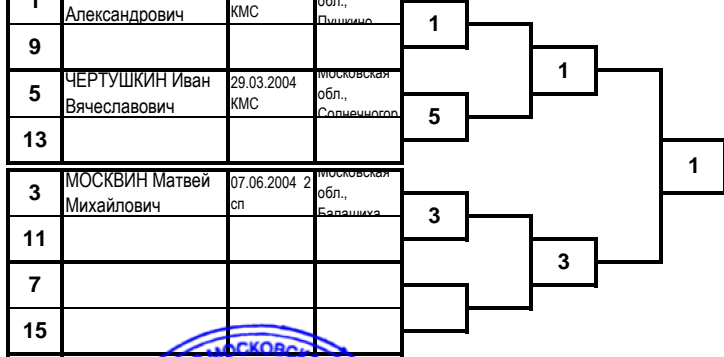 1
Александрович
КМС
обл.,
Пушкино
1
9
5
ЧЕРТУШКИН Иван
Вячеславович
29.03.2004
КМС
Московская
обл.,
Солнечногор
5
1
13
3
МОСКВИН Матвей
Михайлович
07.06.2004 2
сп
Московская
обл.,
Балашиха
3
1
11
7
3
15
МОСКОВСК